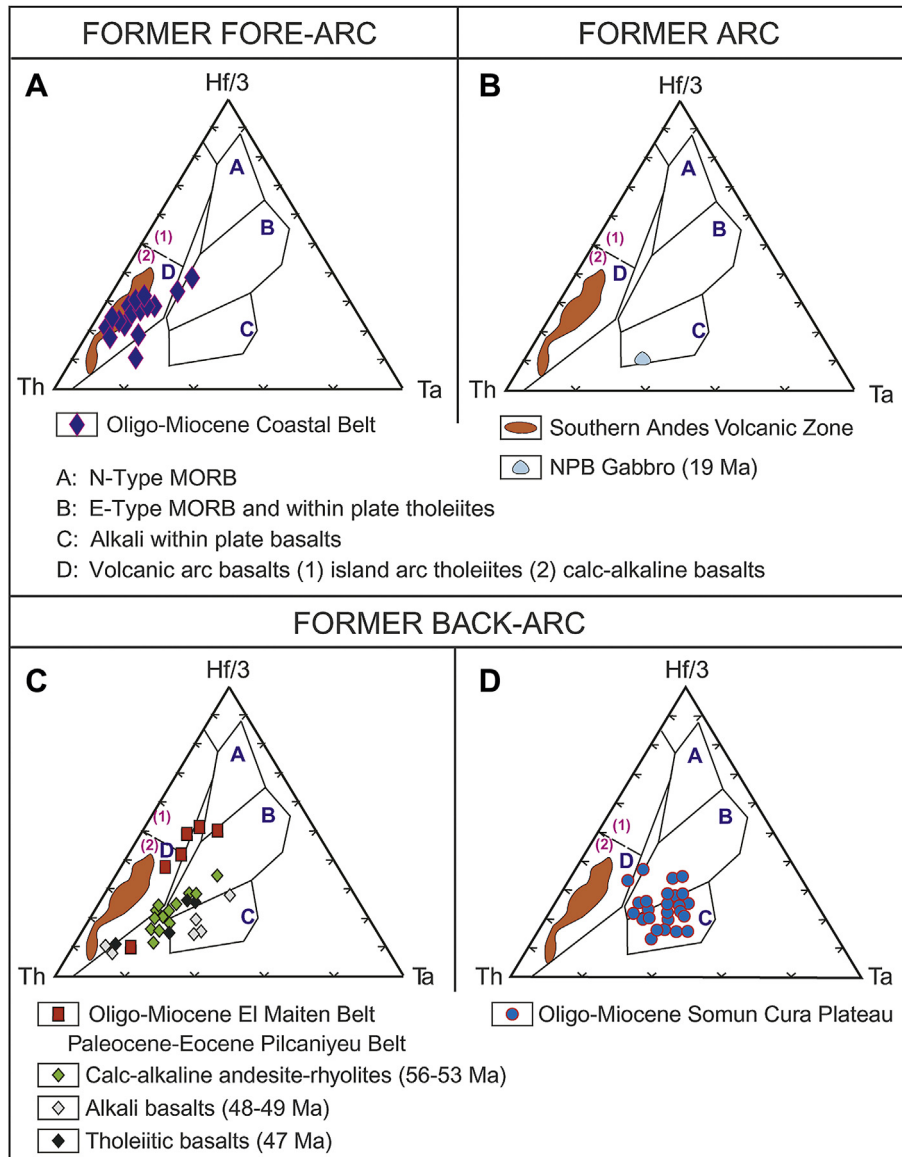 FORMER FORE-ARC
FORMER ARC
A
Hf/3
A
B
(1)
(2)
D
C
Th
Ta
Oligo-Miocene Coastal Belt
B
Hf/3
A
B
(1)
(2)
D
C
Th
Ta
Southern Andes Volcanic Zone
NPB Gabbro (19 Ma)
A: N-Type MORB
B: E-Type MORB and within plate tholeiites
C: Alkali within plate basalts
D: Volcanic arc basalts (1) island arc tholeiites (2) calc-alkaline basalts
FORMER BACK-ARC
C
Hf/3
A
B
(1)
(2)
D
C
Th
Ta
Oligo-Miocene El Maiten Belt
Paleocene-Eocene Pilcaniyeu Belt
Calc-alkaline andesite-rhyolites (56-53 Ma)
Alkali basalts (48-49 Ma)
Tholeiitic basalts (47 Ma)
D
Hf/3
A
B
(1)
(2)
D
C
Th
Ta
Oligo-Miocene Somun Cura Plateau